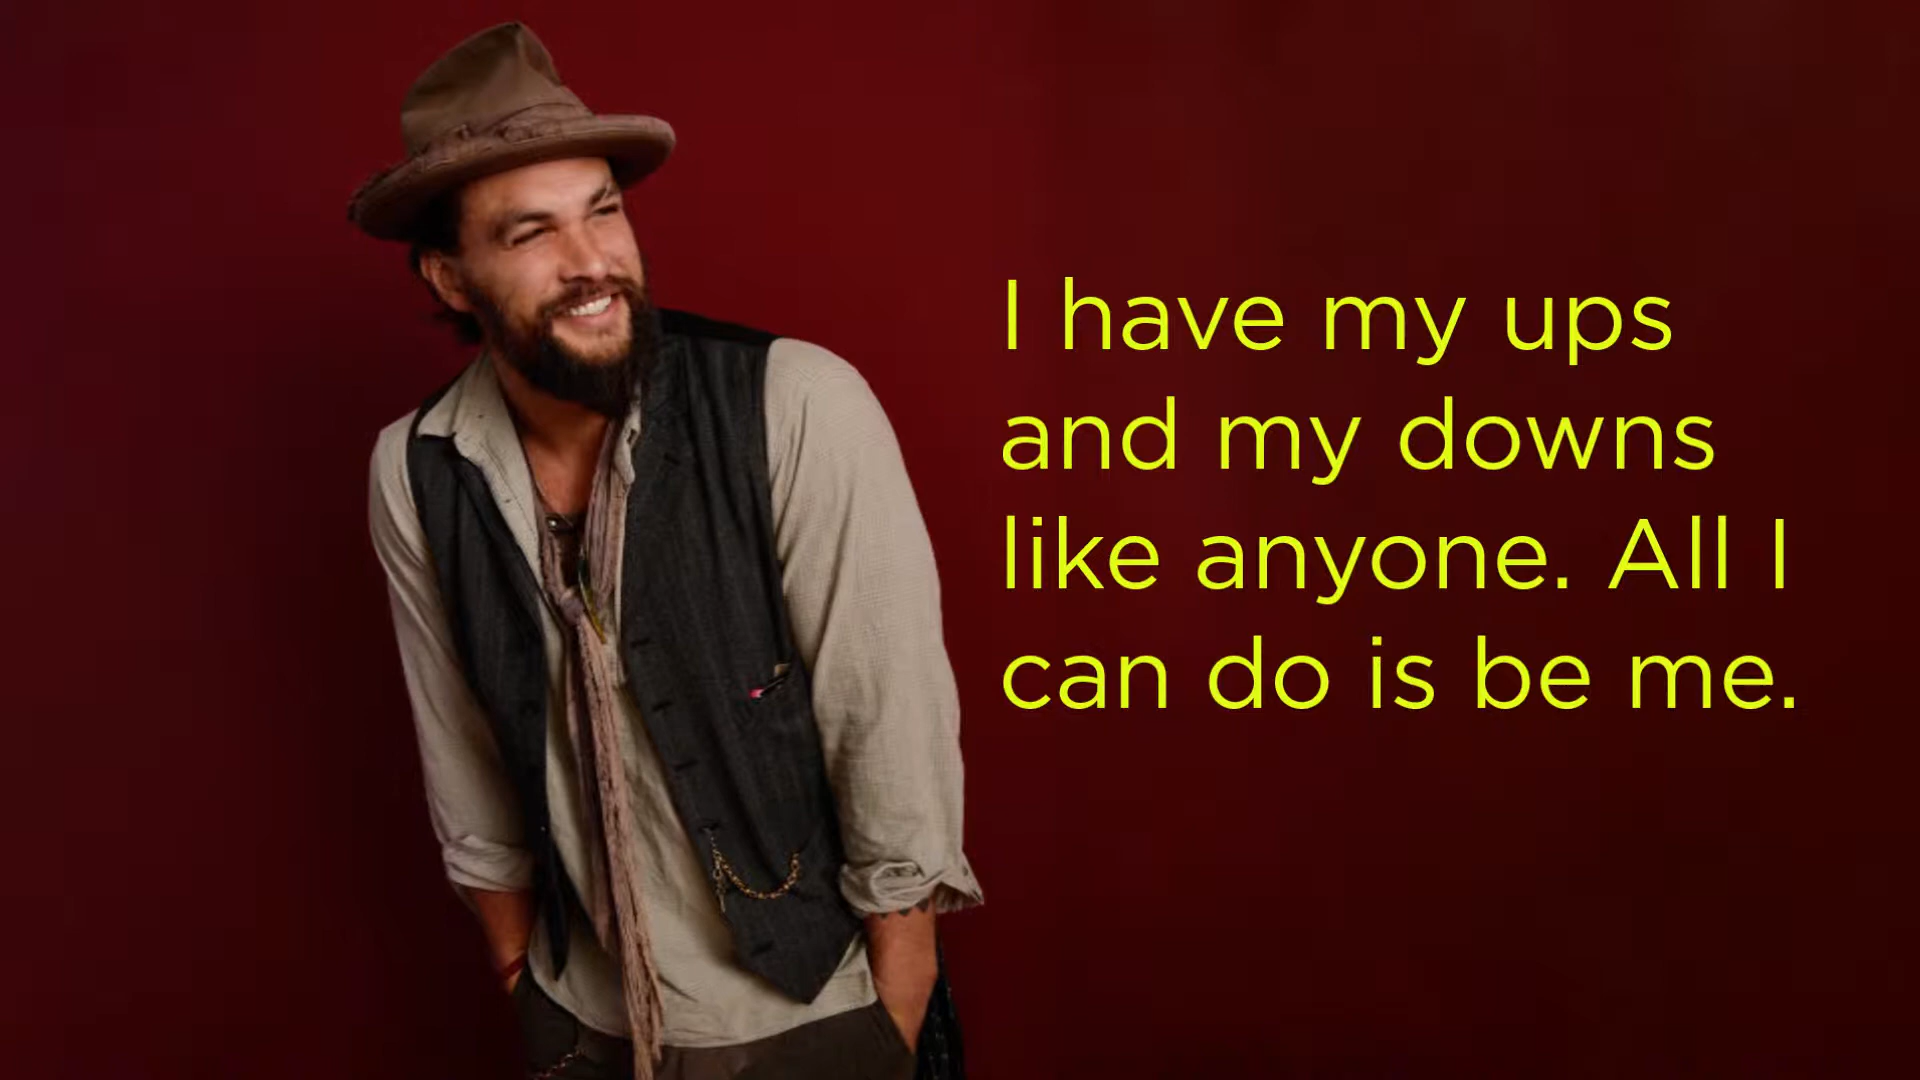 I have my ups
and my downs
like anyone. All I
can do is be me.